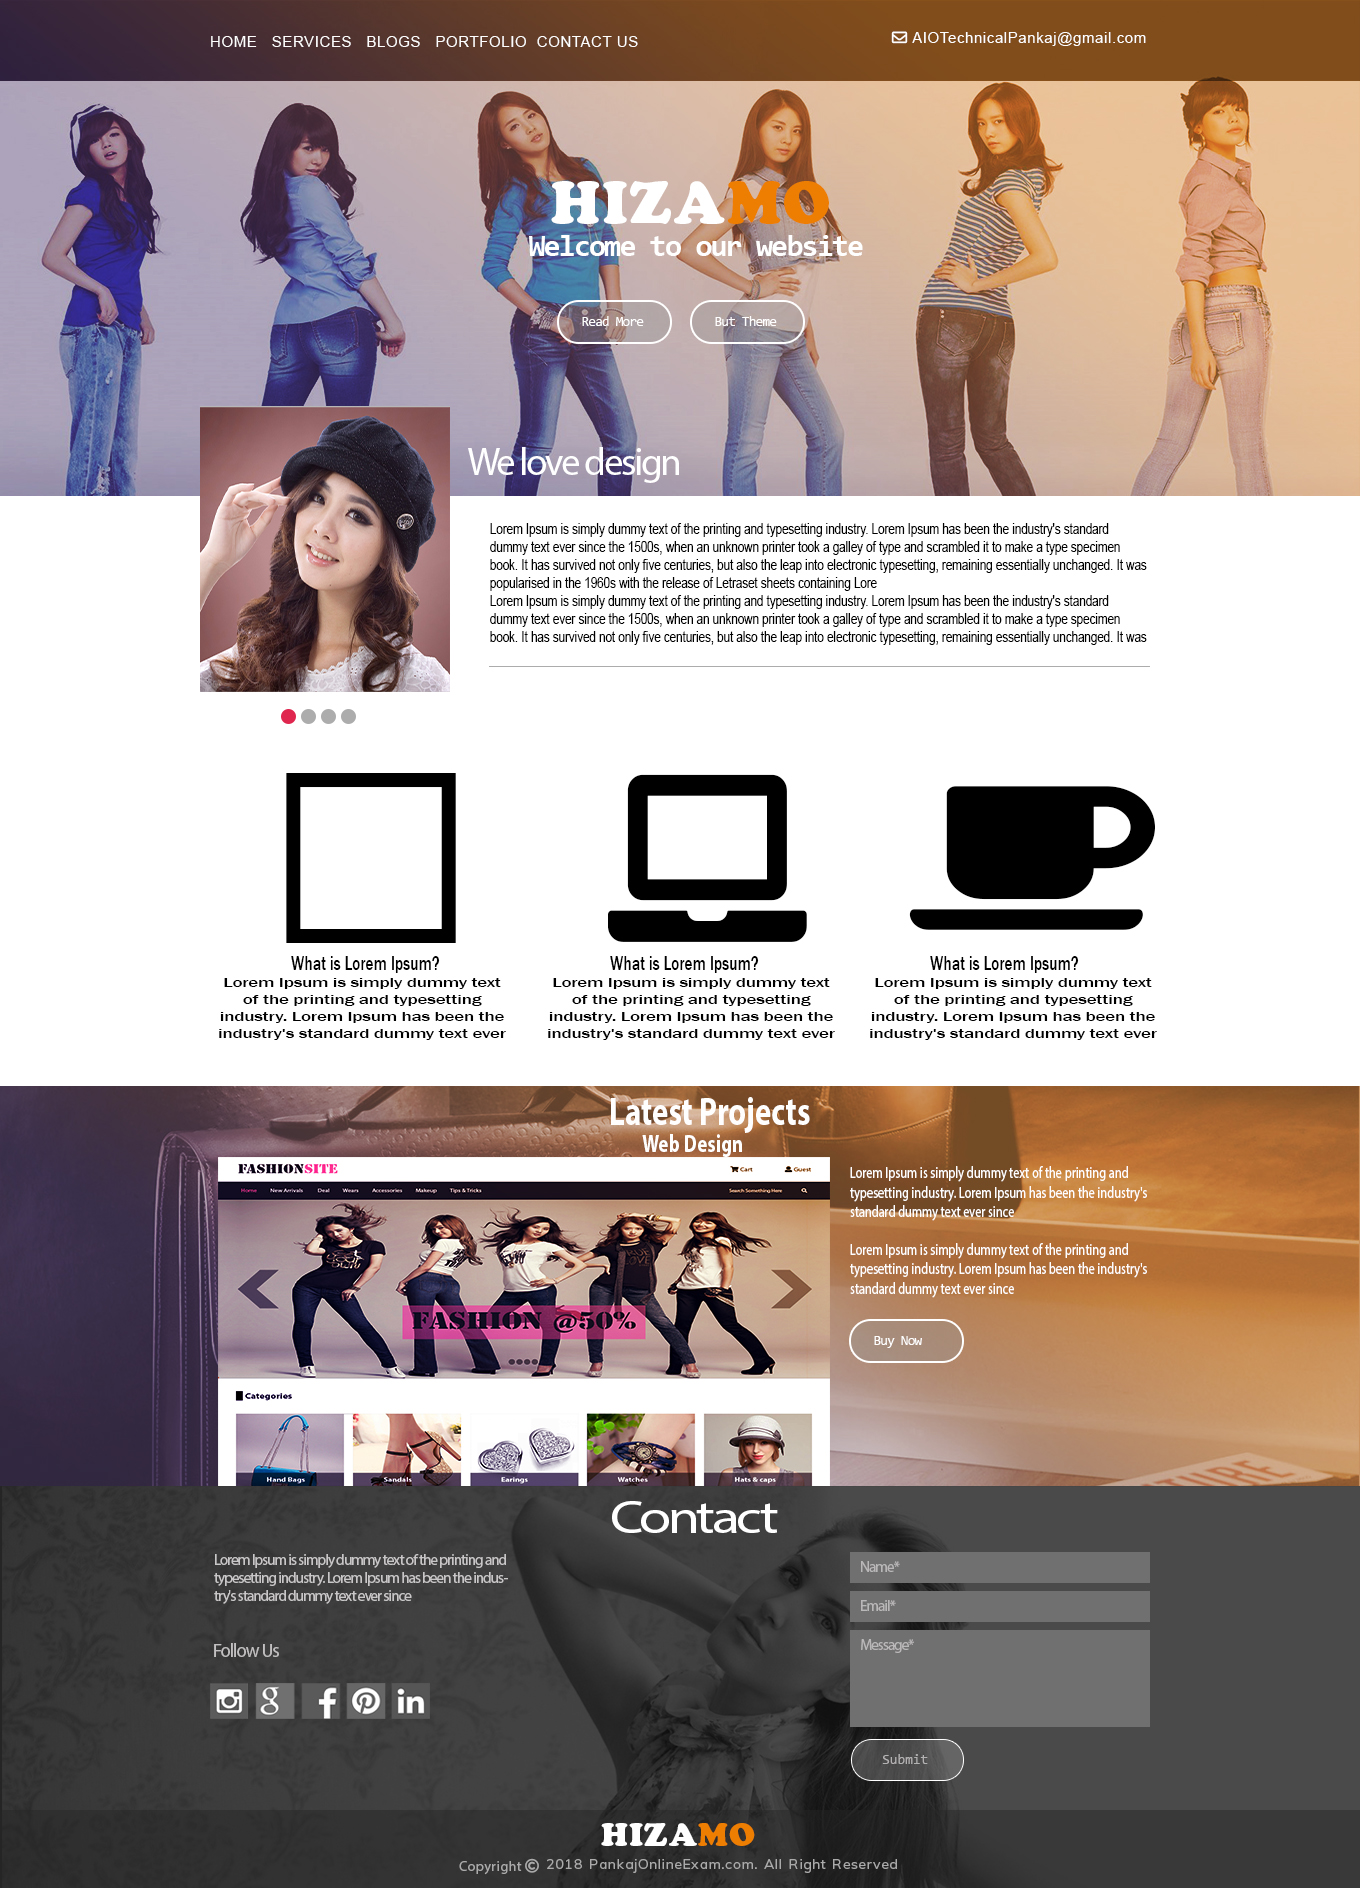 HOME SERVICES BLOGS PORTFOLIO CONTACT US
AIOTechnicalPankaj@gmail.com
HIZAMO
Welcome to our website
Read More
But Theme
We love design
Lorem Ipsum is simply dummy text of the printing and typesetting industry. Lorem Ipsum has been the industry's standard
dummy text ever since the 1500s, when an unknown printer took a galley of type and scrambled it to make a type specimen
book. It has survived not only five centuries, but also the leap into electronic typesetting, remaining essentially unchanged. It was
popularised in the 1960s with the release of Letraset sheets containing Lore
Lorem Ipsum is simply dummy text of the printing and typesetting industry. Lorem Ipsum has been the industry's standard
dummy text ever since the 1500s, when an unknown printer took a galley of type and scrambled it to make a type specimen
book. It has survived not only five centuries, but also the leap into electronic typesetting, remaining essentially unchanged. It was
What is Lorem Ipsum?
Lorem Ipsum is simply dummy text
of the printing and typesetting
industry. Lorem Ipsum has been the
industry's standard dummy text ever
What is Lorem Ipsum?
Lorem Ipsum is simply dummy text
of the printing and typesetting
industry. Lorem Ipsum has been the
industry's standard dummy text ever
What is Lorem Ipsum?
Lorem Ipsum is simply dummy text
of the printing and typesetting
industry. Lorem Ipsum has been the
industry's standard dummy text ever
Latest Projects
Web Design
FASHIONSITE
Cart
Guest
Home New Arrivals Deal Wears Accessories Makeup Tips & Tricks
Search Something Here
FASHION @50%
Categories
Hand Bags
Sandals
Earings
Watches
Hats & caps
Lorem Ipsum is simply dummy text of the printing and
typesetting industry. Lorem Ipsum has been the industry's
standard dummy text ever since
Lorem Ipsum is simply dummy text of the printing and
typesetting industry. Lorem Ipsum has been the industry's
standard dummy text ever since
Buy Now
Contact
Lorem Ipsum is simply dummy text of the printing and
typesetting industry. Lorem Ipsum has been the indus-
try's standard dummy text ever since
Follow Us
Name*
Email*
Message*
Submit
HIZAMO
Copyright © 2018 PankajOnlineExam.com. All Right Reserved